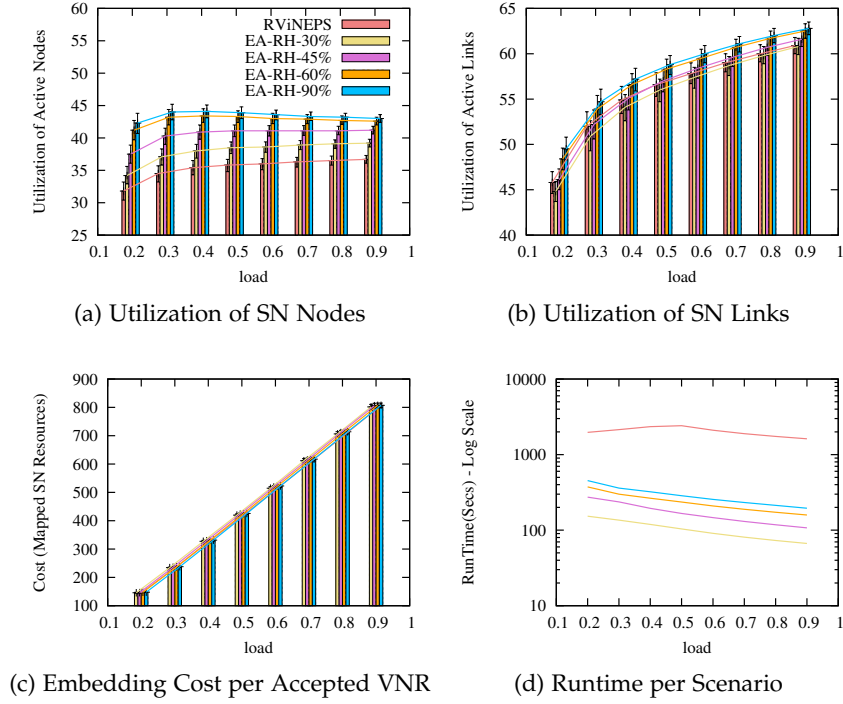 RViNEPS
EA-RH-30%
EA-RH-45%
EA-RH-60%
EA-RH-90%
Utilization of Active Nodes
60
55
50
45
40
35
30
25
0.1 0.2 0.3 0.4 0.5 0.6 0.7 0.8 0.9 1
load
(a) Utilization of SN Nodes
Utilization of Active Links
65
60
55
50
45
40
0.1 0.2 0.3 0.4 0.5 0.6 0.7 0.8 0.9 1
load
(b) Utilization of SN Links
Cost (Mapped SN Resources)
900
800
700
600
500
400
300
200
100
0.1 0.2 0.3 0.4 0.5 0.6 0.7 0.8 0.9 1
load
(c) Embedding Cost per Accepted VNR
RunTime(Secs) - Log Scale
10000
1000
100
10
0.1 0.2 0.3 0.4 0.5 0.6 0.7 0.8 0.9 1
load
(d) Runtime per Scenario